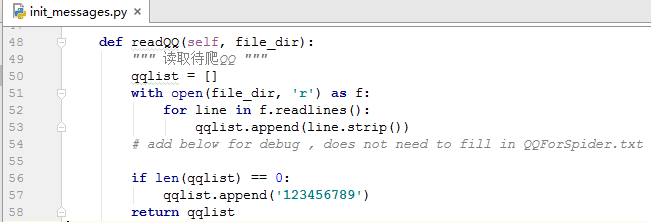 init_messages.py ×
48 def readQQ(self, file_dir):
49 """ 读取待爬QQ """
50 qqlist = []
51 with open(file_dir, 'r') as f:
52 for line in f.readlines():
53 qqlist.append(line.strip())
54 # add below for debug , does not need to fill in QQForSpider.txt
55
56 if len(qqlist) == 0:
57 qqlist.append('123456789')
58 return qqlist